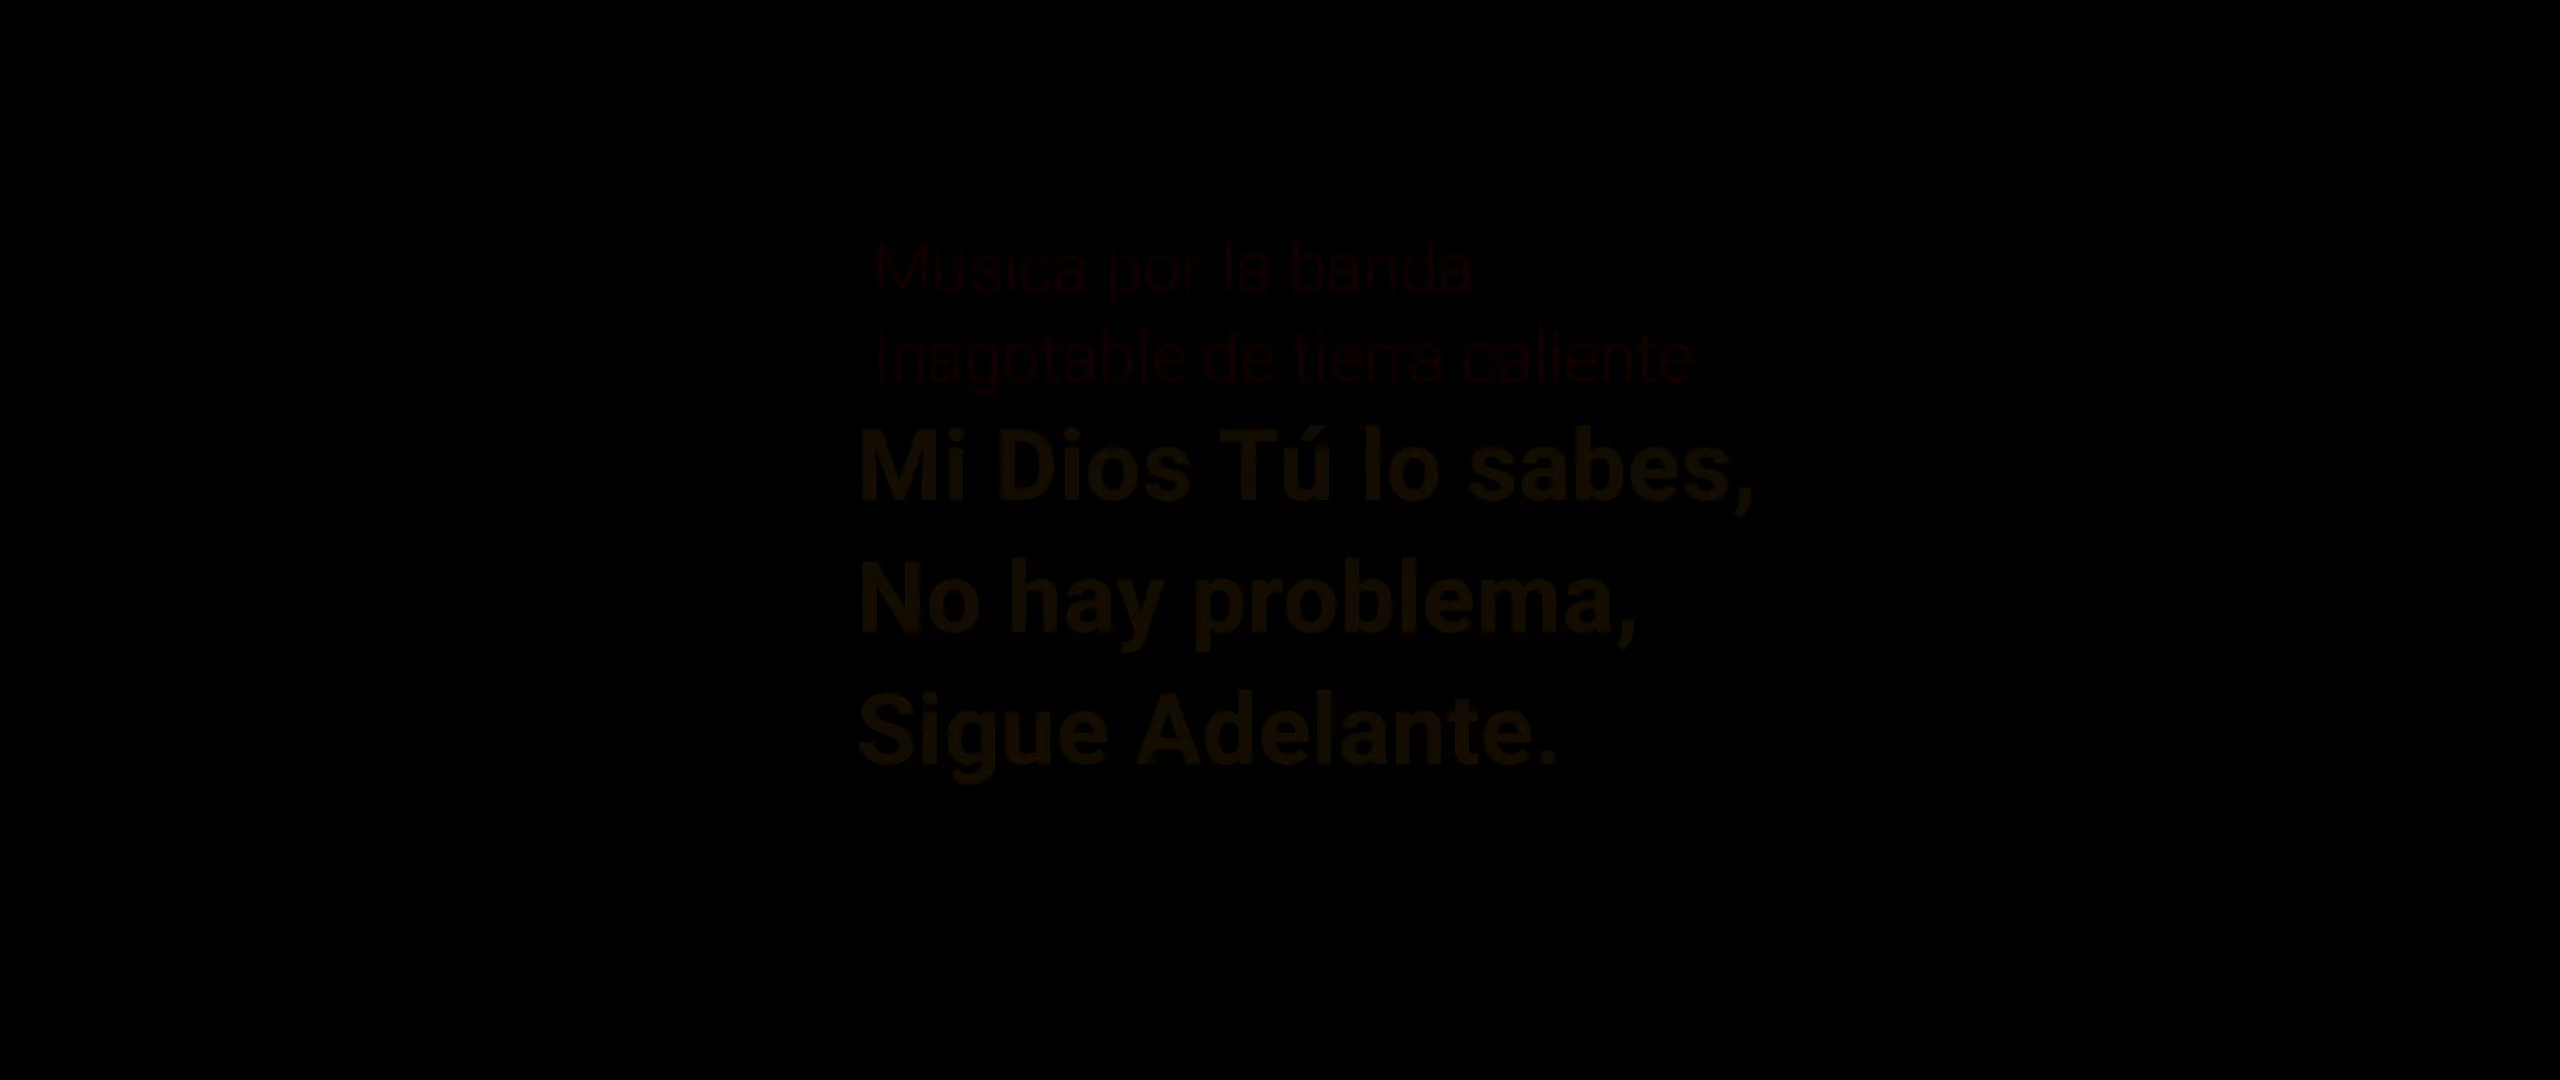 Musica por la banda
Inagotable de tierra caliente
Mi Dios Tú lo sabes,
No hay problema,
Sigue Adelante.